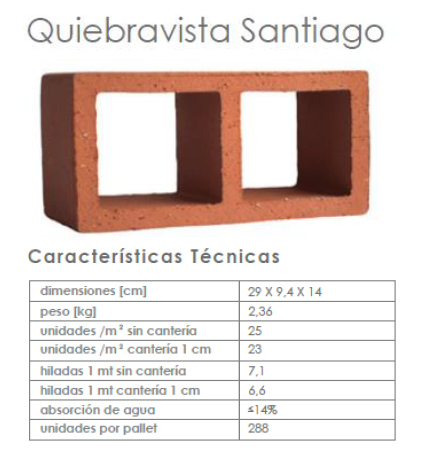 Quiebravista Santiago
Características Técnicas
dimensiones [cm] 29 X 9,4 X 14
peso [kg] 2,36
unidades /m² sin cantería 25
unidades /m² cantería 1 cm 23
hiladas 1 mt sin cantería 7,1
hiladas 1 mt cantería 1 cm 6,6
absorción de agua ≤14%
unidades por pallet 288